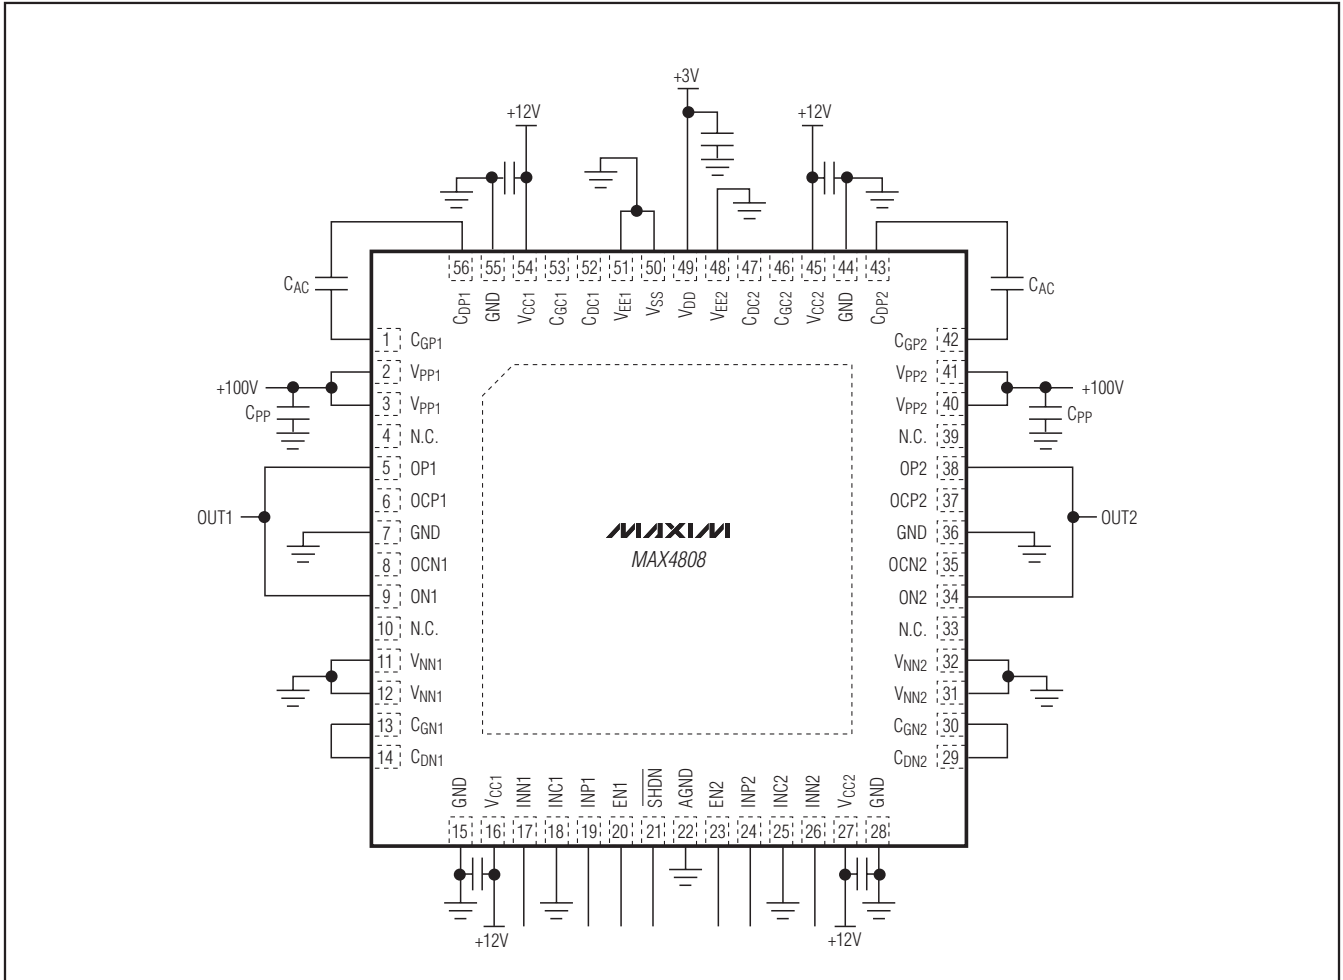 +3V
+12V
+12V
56 55 54 53 52 51 50 49 48 47 46 45 44 43
CDP1 GND VCC1 CGC1 CDC1 VEE1 VSS VDD VEE2 CDC2 CGC2 VCC2 GND CDP2
CAC
CAC
1 CGP1
CGP2 42
2 VPP1
VPP2 41
+100V
+100V
3 VPP1
VPP2 40
CPP
CPP
4 N.C.
N.C. 39
5 OP1
OP2 38
6 OCP1
OCP2 37
OUT1
OUT2
7 GND
GND 36
MAXIM
MAX4808
8 OCN1
OCN2 35
9 ON1
ON2 34
10 N.C.
N.C. 33
11 VNN1
VNN2 32
12 VNN1
VNN2 31
13 CGN1
CGN2 30
14 CDN1
CDN2 29
GND VCC1 INN1 INC1 INP1 EN1 SHDN AGND EN2 INP2 INC2 INN2 VCC2 GND
15 16 17 18 19 20 21 22 23 24 25 26 27 28
+12V
+12V